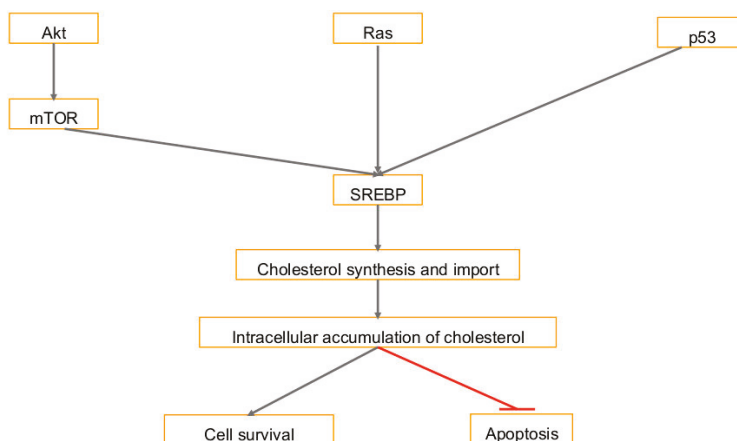 Akt
Ras
p53
mTOR
SREBP
Cholesterol synthesis and import
Intracellular accumulation of cholesterol
Cell survival
Apoptosis